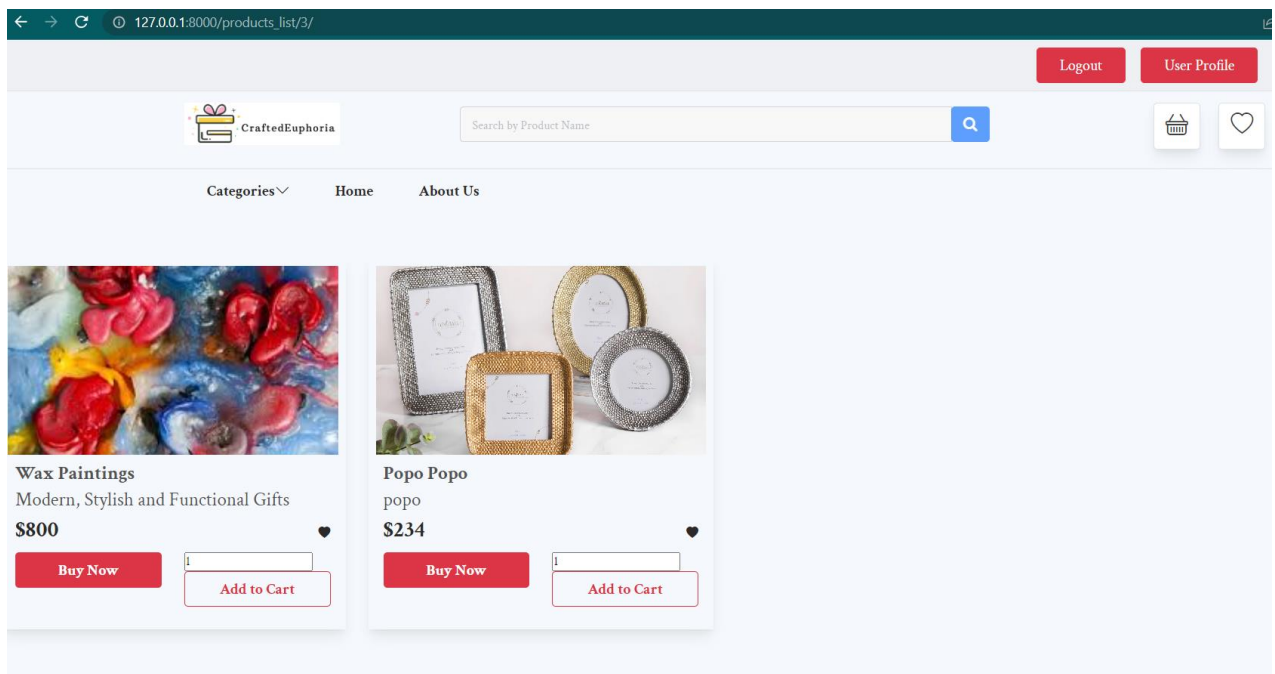 127.0.0.1:8000/products_list/3/
Logout User Profile
CraftedEuphoria
Search by Product Name
Categories Home About Us
Wax Paintings
Modern, Stylish and Functional Gifts
$800
Buy Now
1
Add to Cart
Popo Popo
popo
$234
Buy Now
1
Add to Cart